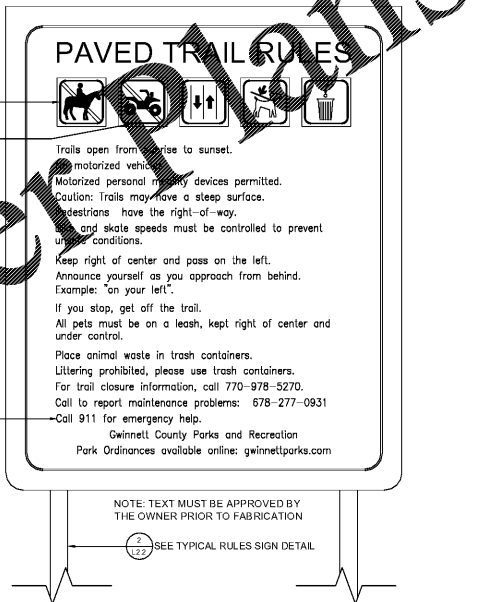 PAVED TRAIL RULES
Trails open from sunrise to sunset.
No motorized vehicles
Motorized personal mobility devices permitted.
Caution: Trails may have a steep surface.
Pedestrians have the right-of-way.
and skate speeds must be controlled to prevent
unsafe conditions.
Keep right of center and pass on the left.
Announce yourself as you approach from behind.
Example: "on your left".
If you stop, get off the trail.
All pets must be on a leash, kept right of center and
under control.
Place animal waste in trash containers.
Littering prohibited, please use trash containers.
For trail closure information, call 770-978-5270.
Call to report maintenance problems: 678-277-0931
Call 911 for emergency help.
Gwinnett County Parks and Recreation
Park Ordinances available online: gwinnettparks.com
NOTE: TEXT MUST BE APPROVED BY
THE OWNER PRIOR TO FABRICATION
2
L2.2
SEE TYPICAL RULES SIGN DETAIL
er Plans